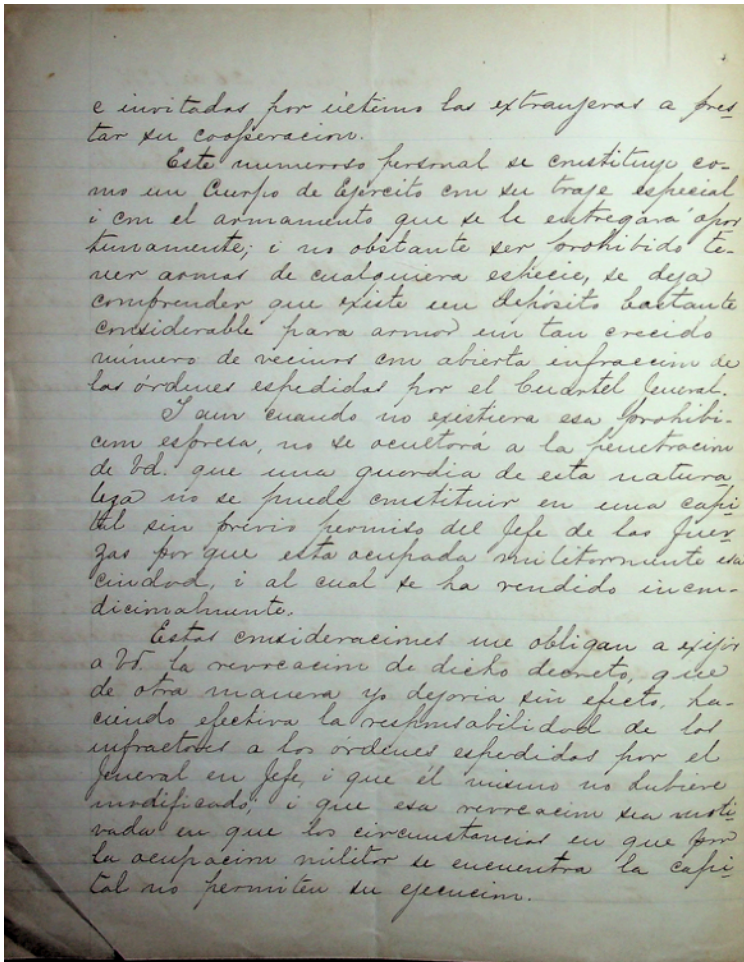 e invitados por último los extranjeros a pres-
tar su cooperacion.
Este numeroso personal se constituye co-
mo un Cuerpo de Ejército con su traje especial
i con el armamento que se le entregará opor
tunamente; i no obstante ser prohibido te-
ner armas de cualquiera especie, se deja
comprender que existe un depósito bastante
considerable para armar un tan crecido
número de vecinos con abierta infraccion de
las órdenes espedidas por el Cuartel Jeneral.
I aun cuando no existiera esa prohibi-
cion espresa, no se ocultará a la penetracion
de Vd. que una guardia de esta natura
leza no se puede constituir en una capi-
tal sin prévio permiso del Jefe de las fuer-
zas por que está ocupada militarmente esa
ciudad, i al cual se ha rendido incon-
dicionalmente.
Estas consideraciones me obligan a exijir
a Vd. la revocacion de dicho decreto, que
de otra manera yo dejaria sin efecto, ha-
ciendo efectiva la responsabilidad de los
infractores a las órdenes espedidas por el
Jeneral en Jefe, i que él mismo no hubiere
modificado; i que esa revocacion sea moti-
vada en que las circunstancias en que por
la ocupacion militar se encuentra la capi-
tal no permiten su ejecucion.